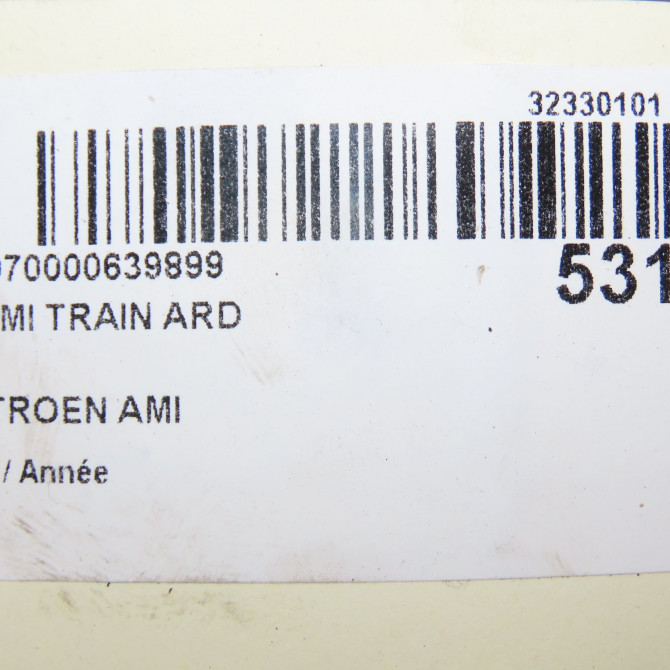 32330101
070000639899
531
MI TRAIN ARD
TROEN AMI
/ Année